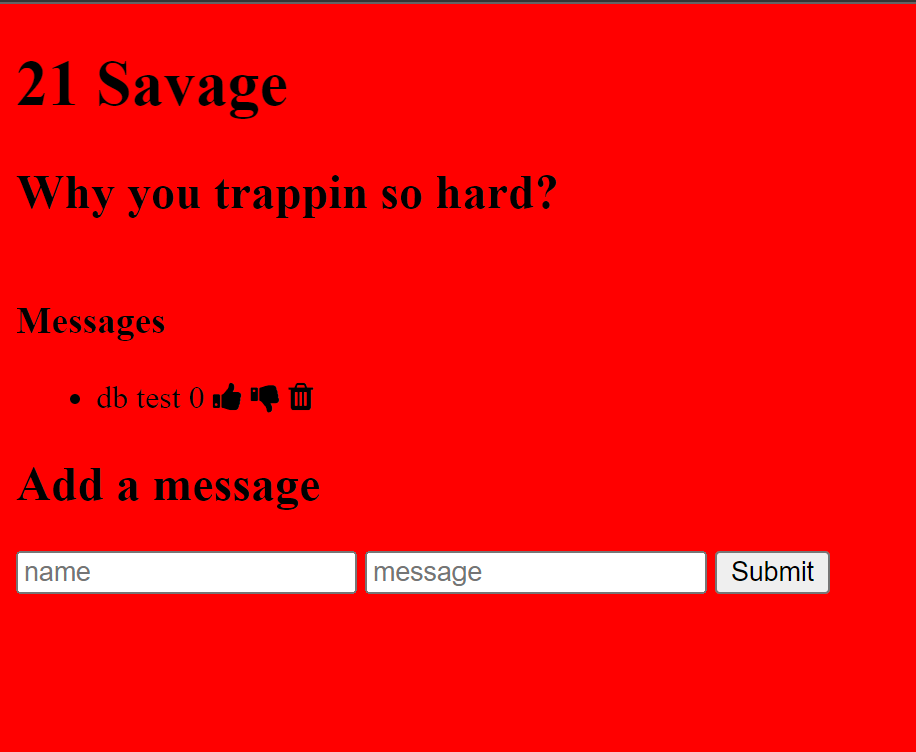 21 Savage
Why you trappin so hard?
Messages
db test 0
Add a message
name message Submit